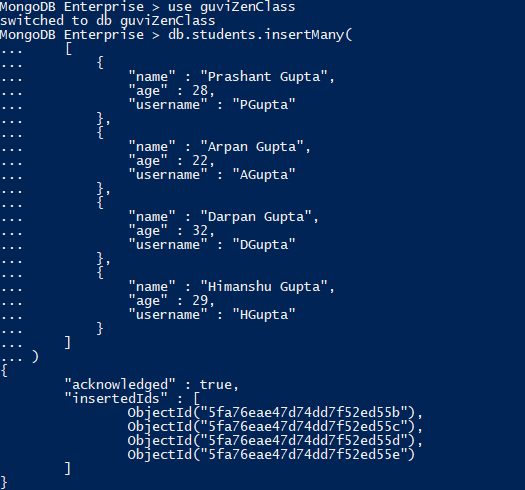 MongoDB Enterprise > use guviZenClass
switched to db guviZenClass
MongoDB Enterprise > db.students.insertMany(
...     [
...         {
...             "name" : "Prashant Gupta",
...             "age" : 28,
...             "username" : "PGupta"
...         },
...         {
...             "name" : "Arpan Gupta",
...             "age" : 22,
...             "username" : "AGupta"
...         },
...         {
...             "name" : "Darpan Gupta",
...             "age" : 32,
...             "username" : "DGupta"
...         },
...         {
...             "name" : "Himanshu Gupta",
...             "age" : 29,
...             "username" : "HGupta"
...         }
...     ]
... )
{
        "acknowledged" : true,
        "insertedIds" : [
                ObjectId("5fa76eae47d74dd7f52ed55b"),
                ObjectId("5fa76eae47d74dd7f52ed55c"),
                ObjectId("5fa76eae47d74dd7f52ed55d"),
                ObjectId("5fa76eae47d74dd7f52ed55e")
        ]
}